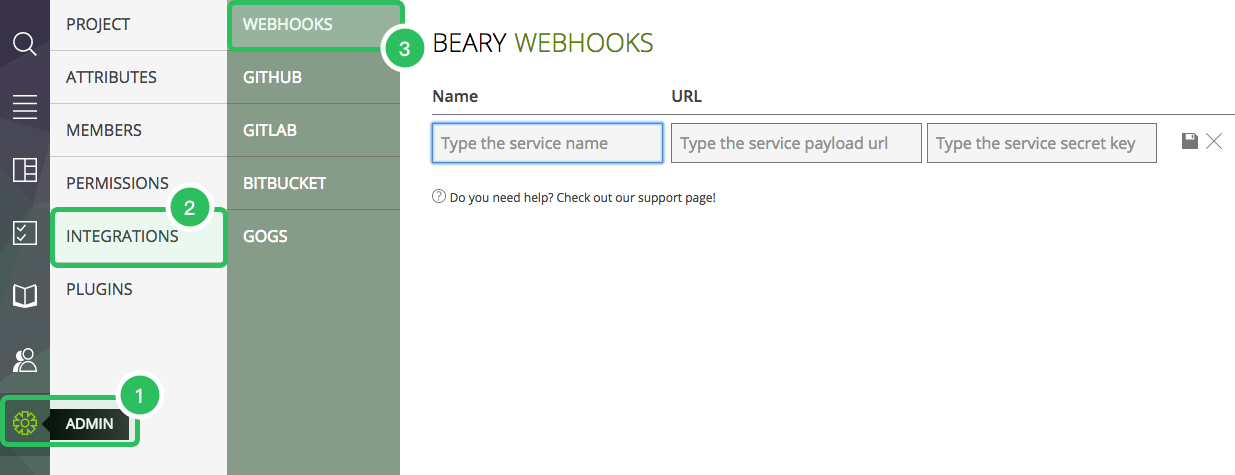 PROJECT
ATTRIBUTES
MEMBERS
PERMISSIONS
2
INTEGRATIONS
PLUGINS
1
ADMIN
WEBHOOKS
3
GITHUB
GITLAB
BITBUCKET
GOGS
BEARY WEBHOOKS
Name URL
Type the service name Type the service payload url Type the service secret key
? Do you need help? Check out our support page!